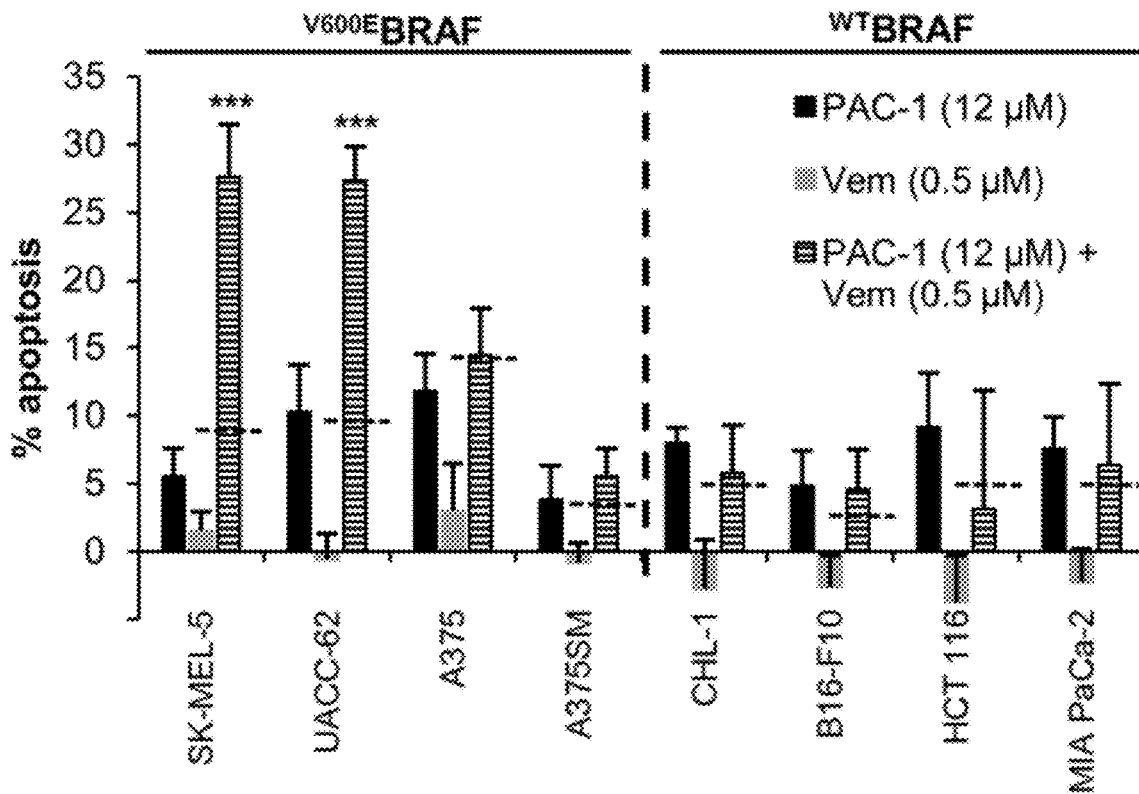 V600EBRAF
WTBRAF
35
30
25
20
15
10
5
0
% apoptosis
***
***
PAC-1 (12 µM)
Vem (0.5 µM)
PAC-1 (12 µM) +
Vem (0.5 µM)
SK-MEL-5
UACC-62
A375
A375SM
CHL-1
B16-F10
HCT 116
MIA PaCa-2